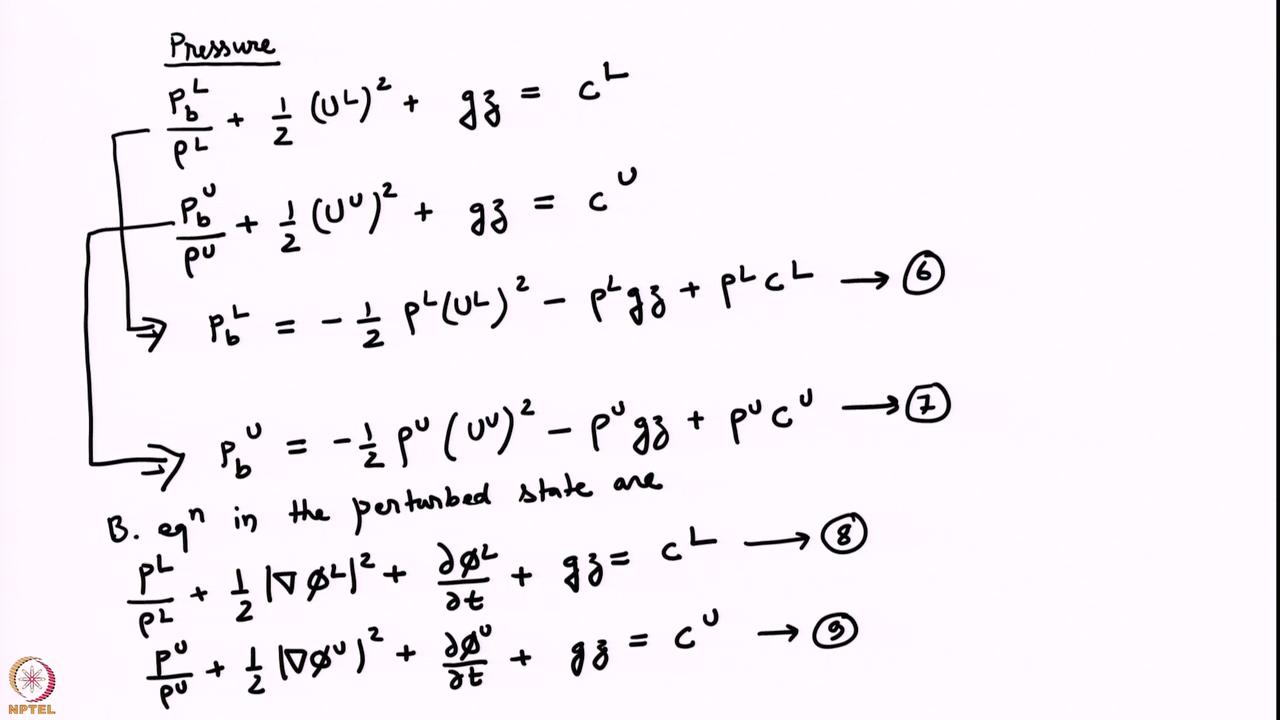 Pressure
P_b^L / ρ^L + 1/2 (U^L)^2 + gz = c^L
P_b^U / ρ^U + 1/2 (U^U)^2 + gz = c^U
⇒ P_b^L = - 1/2 ρ^L (U^L)^2 - ρ^L gz + ρ^L c^L → ⑥
⇒ P_b^U = - 1/2 ρ^U (U^U)^2 - ρ^U gz + ρ^U c^U → ⑦
B. eqⁿ in the perturbed state are
P^L / ρ^L + 1/2 |∇φ^L|^2 + ∂φ^L/∂t + gz = c^L → ⑧
P^U / ρ^U + 1/2 |∇φ^U|^2 + ∂φ^U/∂t + gz = c^U → ⑨
NPTEL